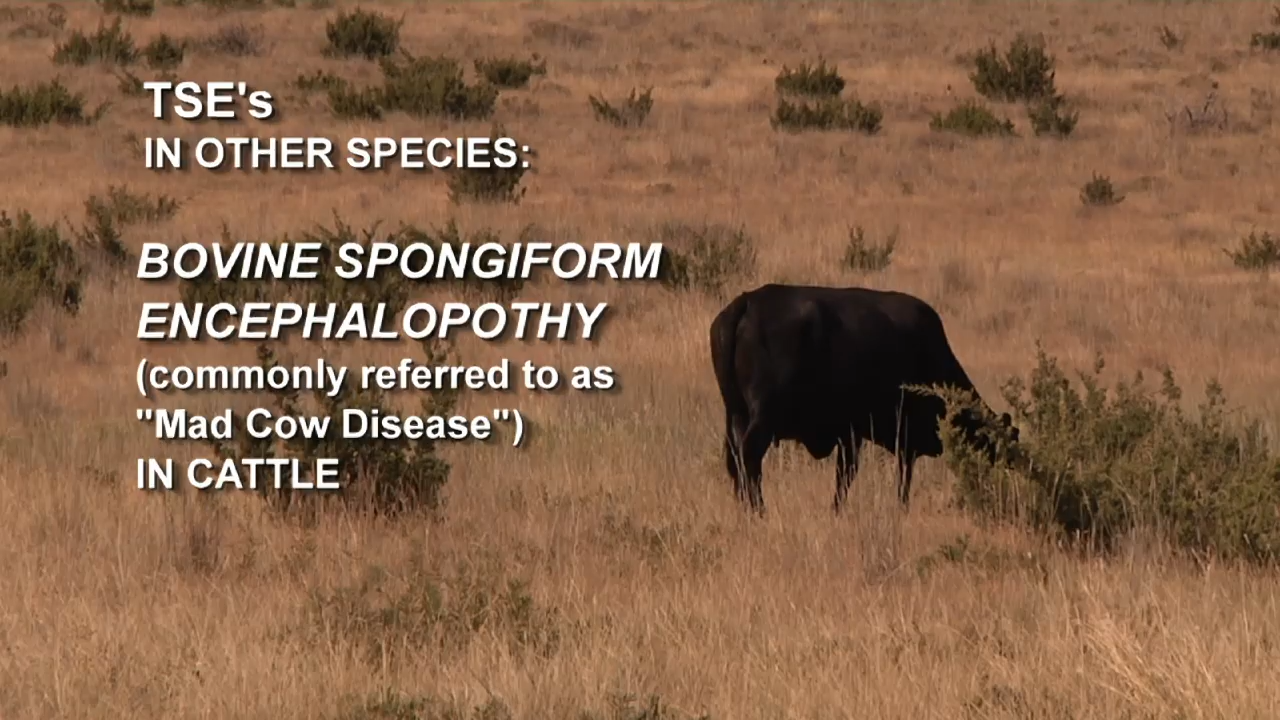 TSE's
IN OTHER SPECIES:
BOVINE SPONGIFORM
ENCEPHALOPOTHY
(commonly referred to as
"Mad Cow Disease")
IN CATTLE